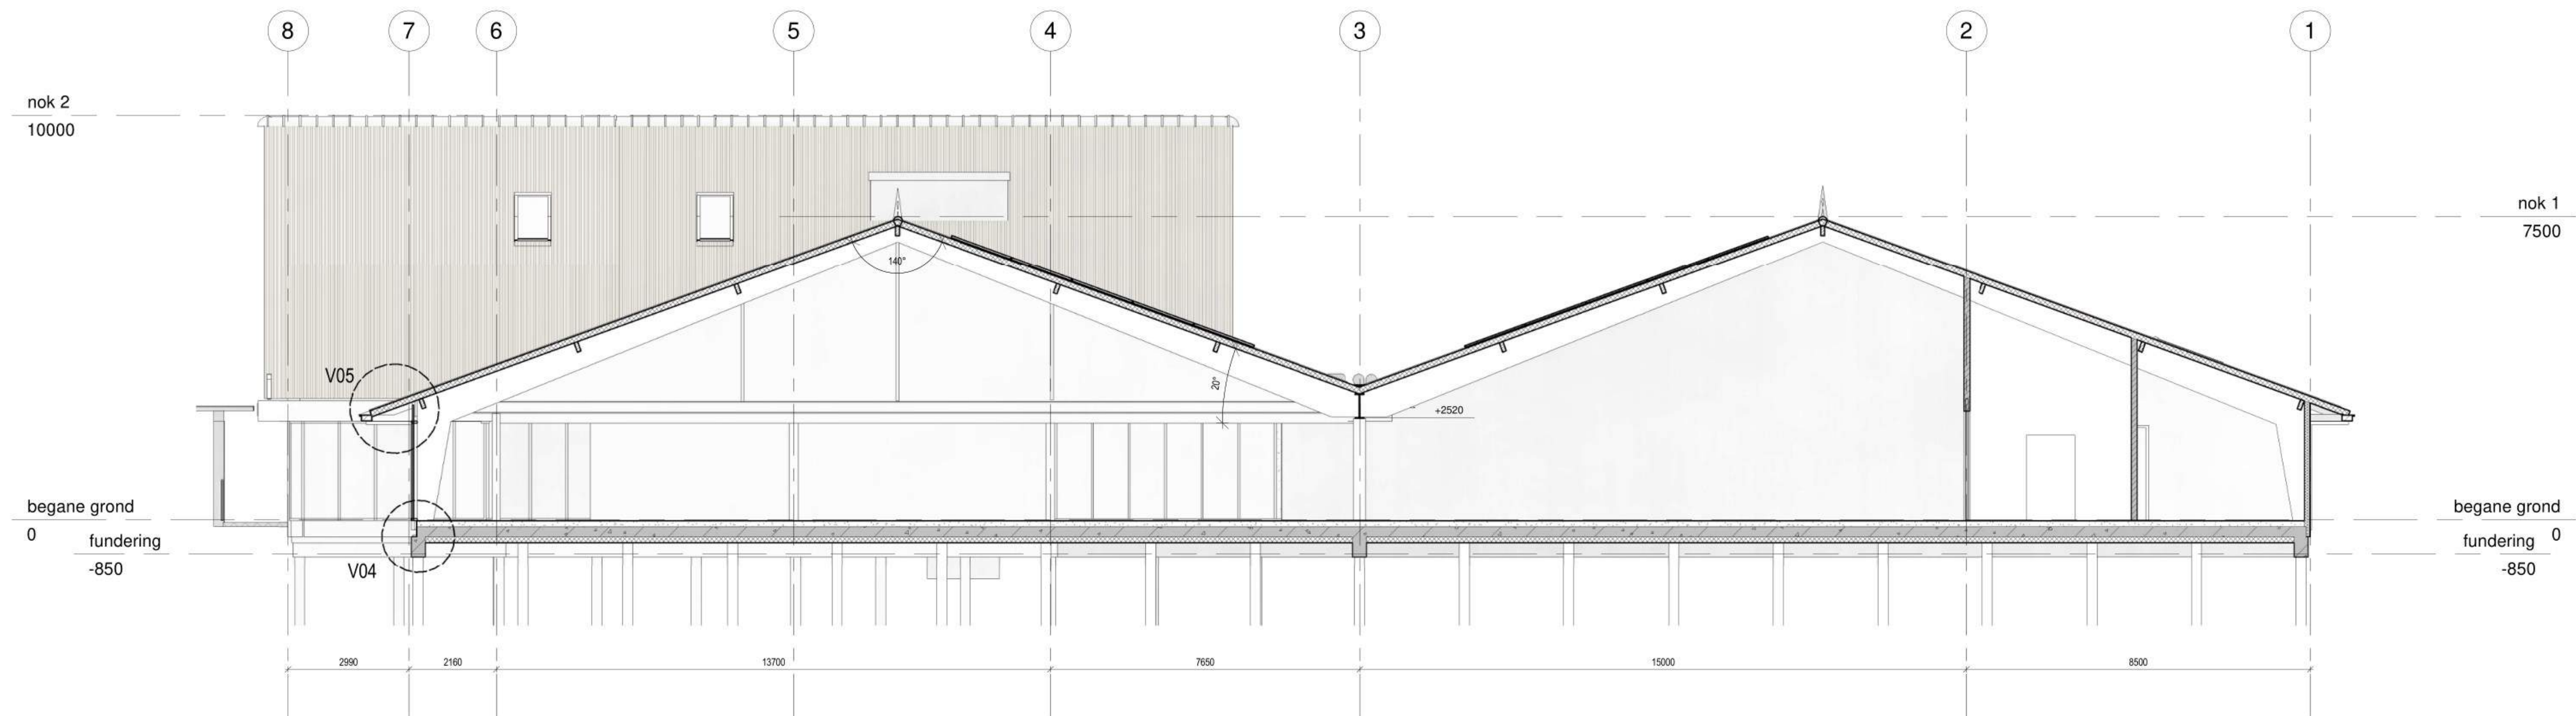 8 7 6 5 4 3 2 1
nok 2
10000
nok 1
7500
140°
V05
20°
+2520
begane grond
0
fundering
-850
V04
begane grond
0
fundering
-850
2990 2160 13700 7650 15000 8500